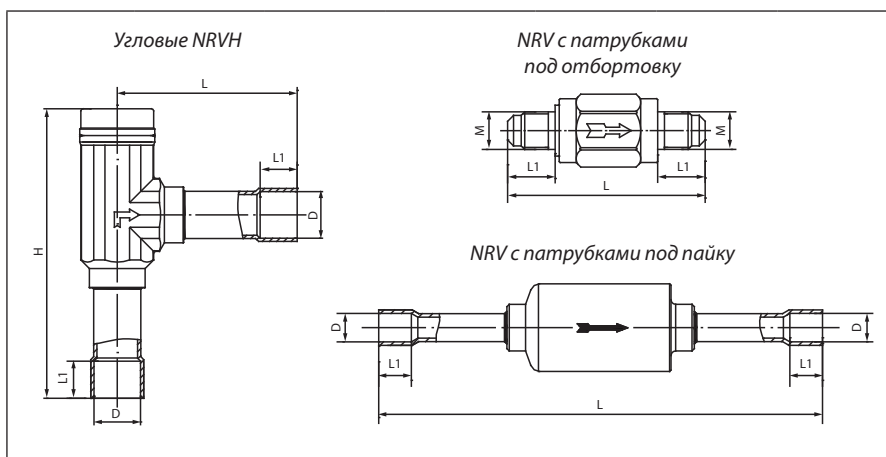 Угловые NRVH
L
L1
D
H
L1
D
NRV с патрубками
под отбортовку
M
M
L1
L1
L
NRV с патрубками под пайку
D
D
L1
L1
L